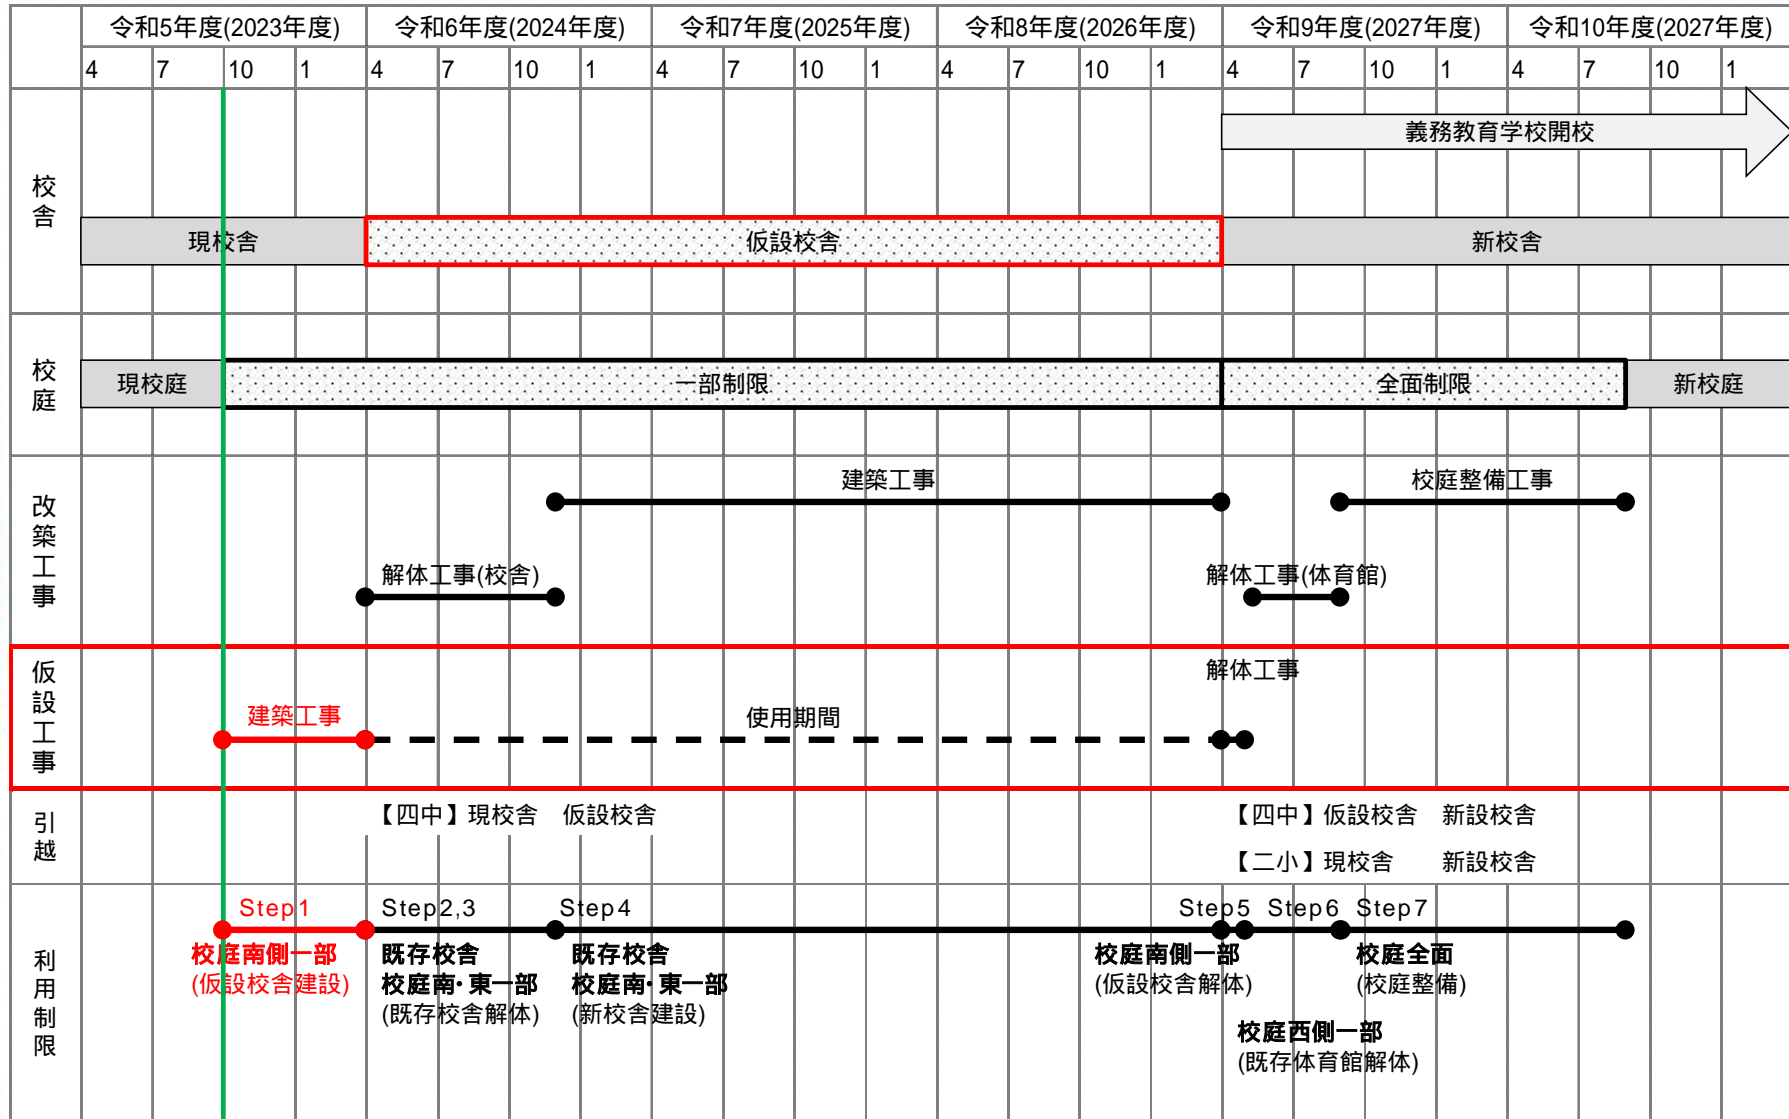 令和5年度(2023年度) 令和6年度(2024年度) 令和7年度(2025年度) 令和8年度(2026年度) 令和9年度(2027年度) 令和10年度(2027年度)
4 7 10 1 4 7 10 1 4 7 10 1 4 7 10 1 4 7 10 1 4 7 10 1
校舎
義務教育学校開校
現校舎 仮設校舎 新校舎
校庭
現校庭 一部制限 全面制限 新校庭
改築工事
建築工事 校庭整備工事
解体工事(校舎) 解体工事(体育館)
仮設工事
解体工事
建築工事 使用期間
引越
【四中】現校舎 仮設校舎 【四中】仮設校舎 新設校舎
【二小】現校舎 新設校舎
利用制限
Step1 Step2,3 Step4 Step5 Step6 Step7
校庭南側一部 既存校舎 既存校舎 校庭南側一部 校庭全面
(仮設校舎建設) 校庭南・東一部 校庭南・東一部 (仮設校舎解体) (校庭整備)
(既存校舎解体) (新校舎建設)
校庭西側一部
(既存体育館解体)